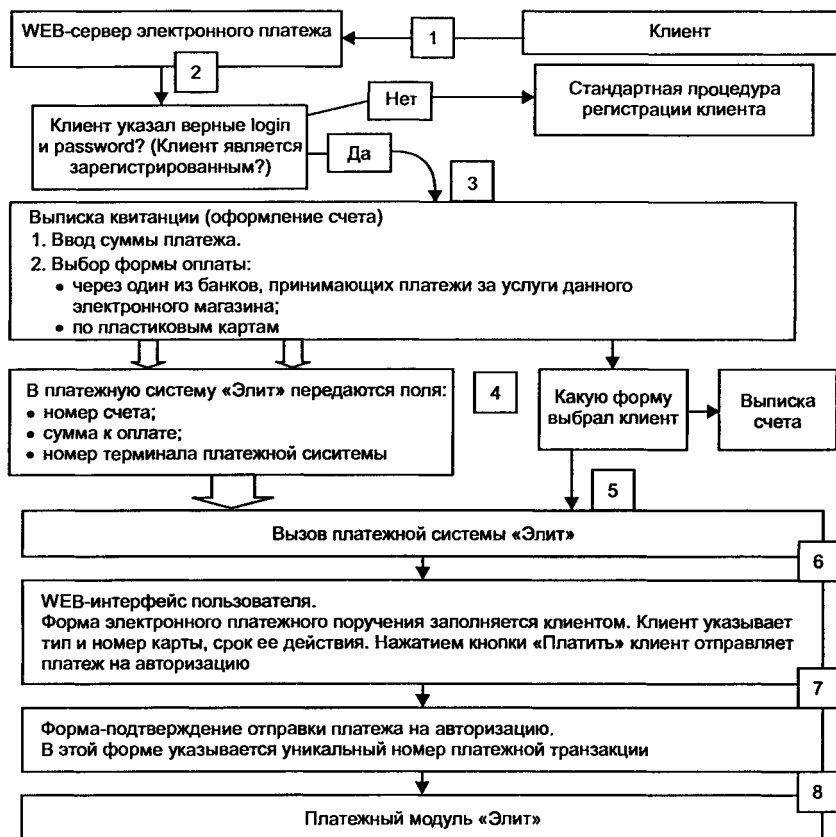 WEB-сервер электронного платежа
1
Клиент
2
Нет
Стандартная процедура
регистрации клиента
Клиент указал верные login
и password? (Клиент является
зарегистрированным?)
Да
3
Выписка квитанции (оформление счета)
1. Ввод суммы платежа.
2. Выбор формы оплаты:
• через один из банков, принимающих платежи за услуги данного
электронного магазина;
• по пластиковым картам
В платежную систему «Элит» передаются поля:
• номер счета;
• сумма к оплате;
• номер терминала платежной сиситемы
4
Какую форму
выбрал клиент
Выписка
счета
5
Вызов платежной системы «Элит»
6
WEB-интерфейс пользователя.
Форма электронного платежного поручения заполняется клиентом. Клиент указывает
тип и номер карты, срок ее действия. Нажатием кнопки «Платить» клиент отправляет
платеж на авторизацию
7
Форма-подтверждение отправки платежа на авторизацию.
В этой форме указывается уникальный номер платежной транзакции
8
Платежный модуль «Элит»